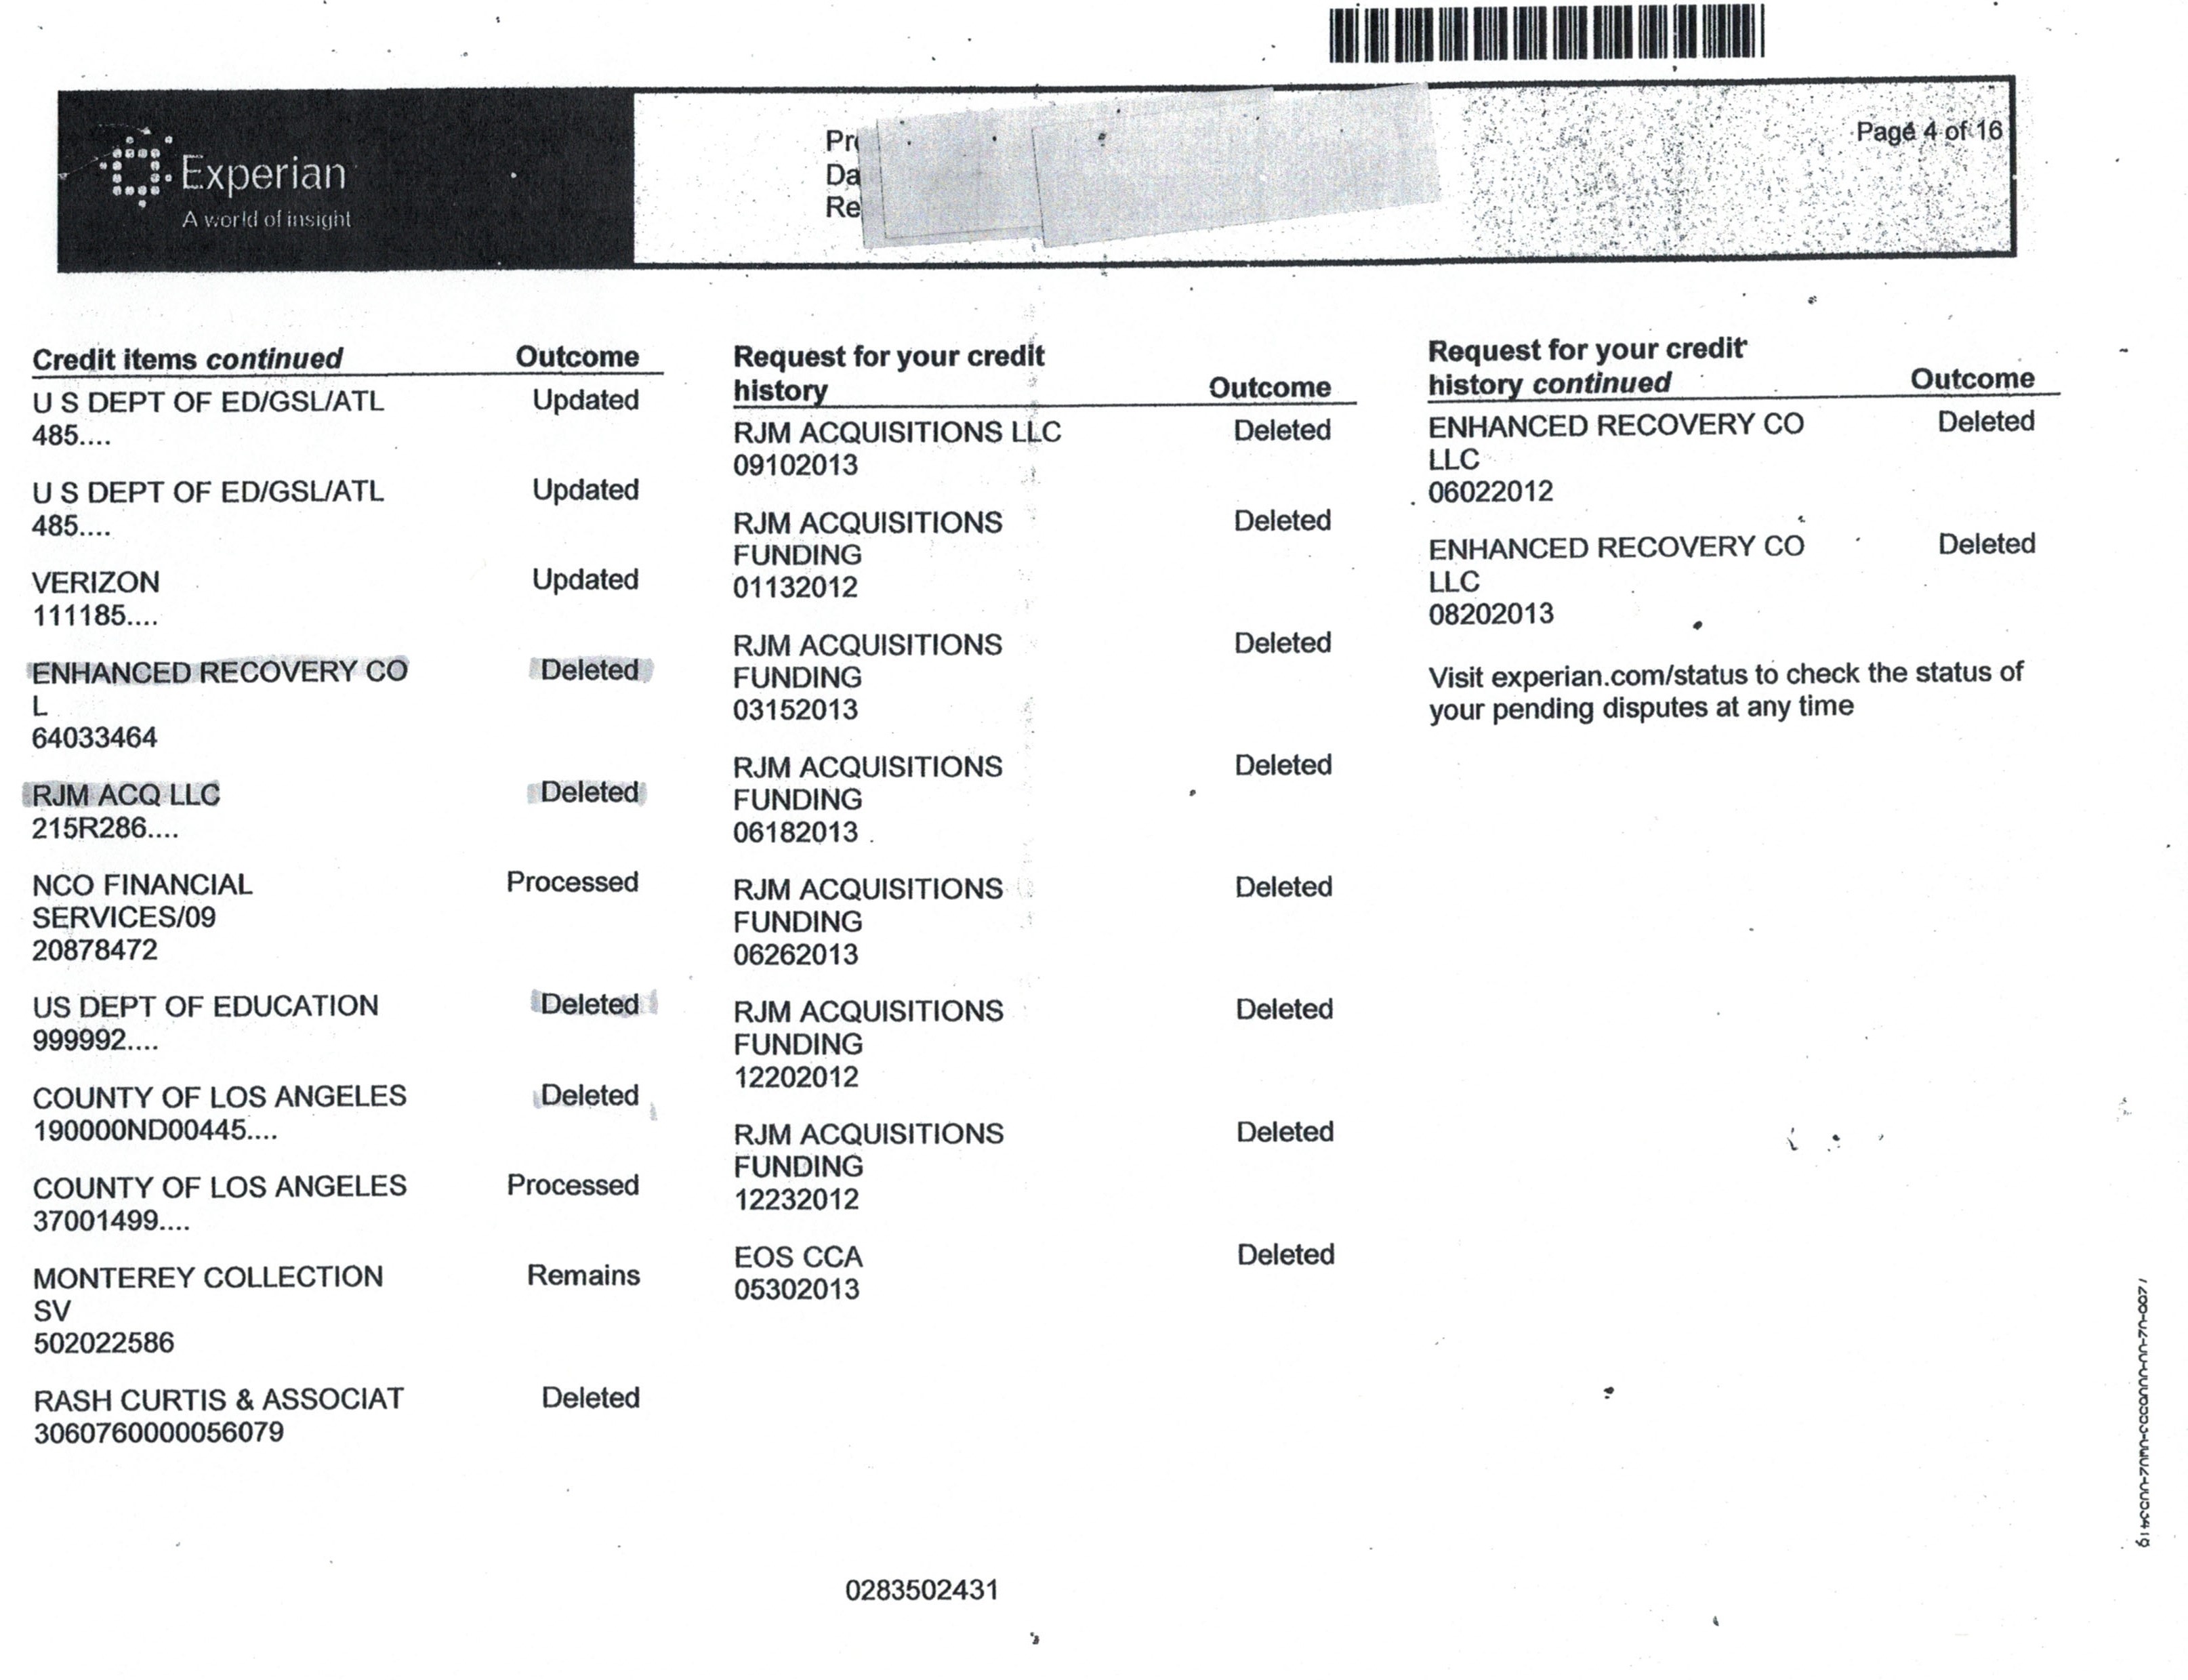 Experian
A world of insight
Pr
Da
Re
Page 4 of 16
Credit items continued Outcome
U S DEPT OF ED/GSL/ATL Updated
485....
U S DEPT OF ED/GSL/ATL Updated
485....
VERIZON Updated
111185....
ENHANCED RECOVERY CO Deleted
L
64033464
RJM ACQ LLC Deleted
215R286....
NCO FINANCIAL Processed
SERVICES/09
20878472
US DEPT OF EDUCATION Deleted
999992....
COUNTY OF LOS ANGELES Deleted
190000ND00445....
COUNTY OF LOS ANGELES Processed
37001499....
MONTEREY COLLECTION Remains
SV
502022586
RASH CURTIS & ASSOCIAT Deleted
3060760000056079
Request for your credit
history Outcome
RJM ACQUISITIONS LLC Deleted
09102013
RJM ACQUISITIONS Deleted
FUNDING
01132012
RJM ACQUISITIONS Deleted
FUNDING
03152013
RJM ACQUISITIONS Deleted
FUNDING
06182013
RJM ACQUISITIONS Deleted
FUNDING
06262013
RJM ACQUISITIONS Deleted
FUNDING
12202012
RJM ACQUISITIONS Deleted
FUNDING
12232012
EOS CCA Deleted
05302013
Request for your credit
history continued Outcome
ENHANCED RECOVERY CO Deleted
LLC
06022012
ENHANCED RECOVERY CO Deleted
LLC
08202013
Visit experian.com/status to check the status of
your pending disputes at any time
0283502431